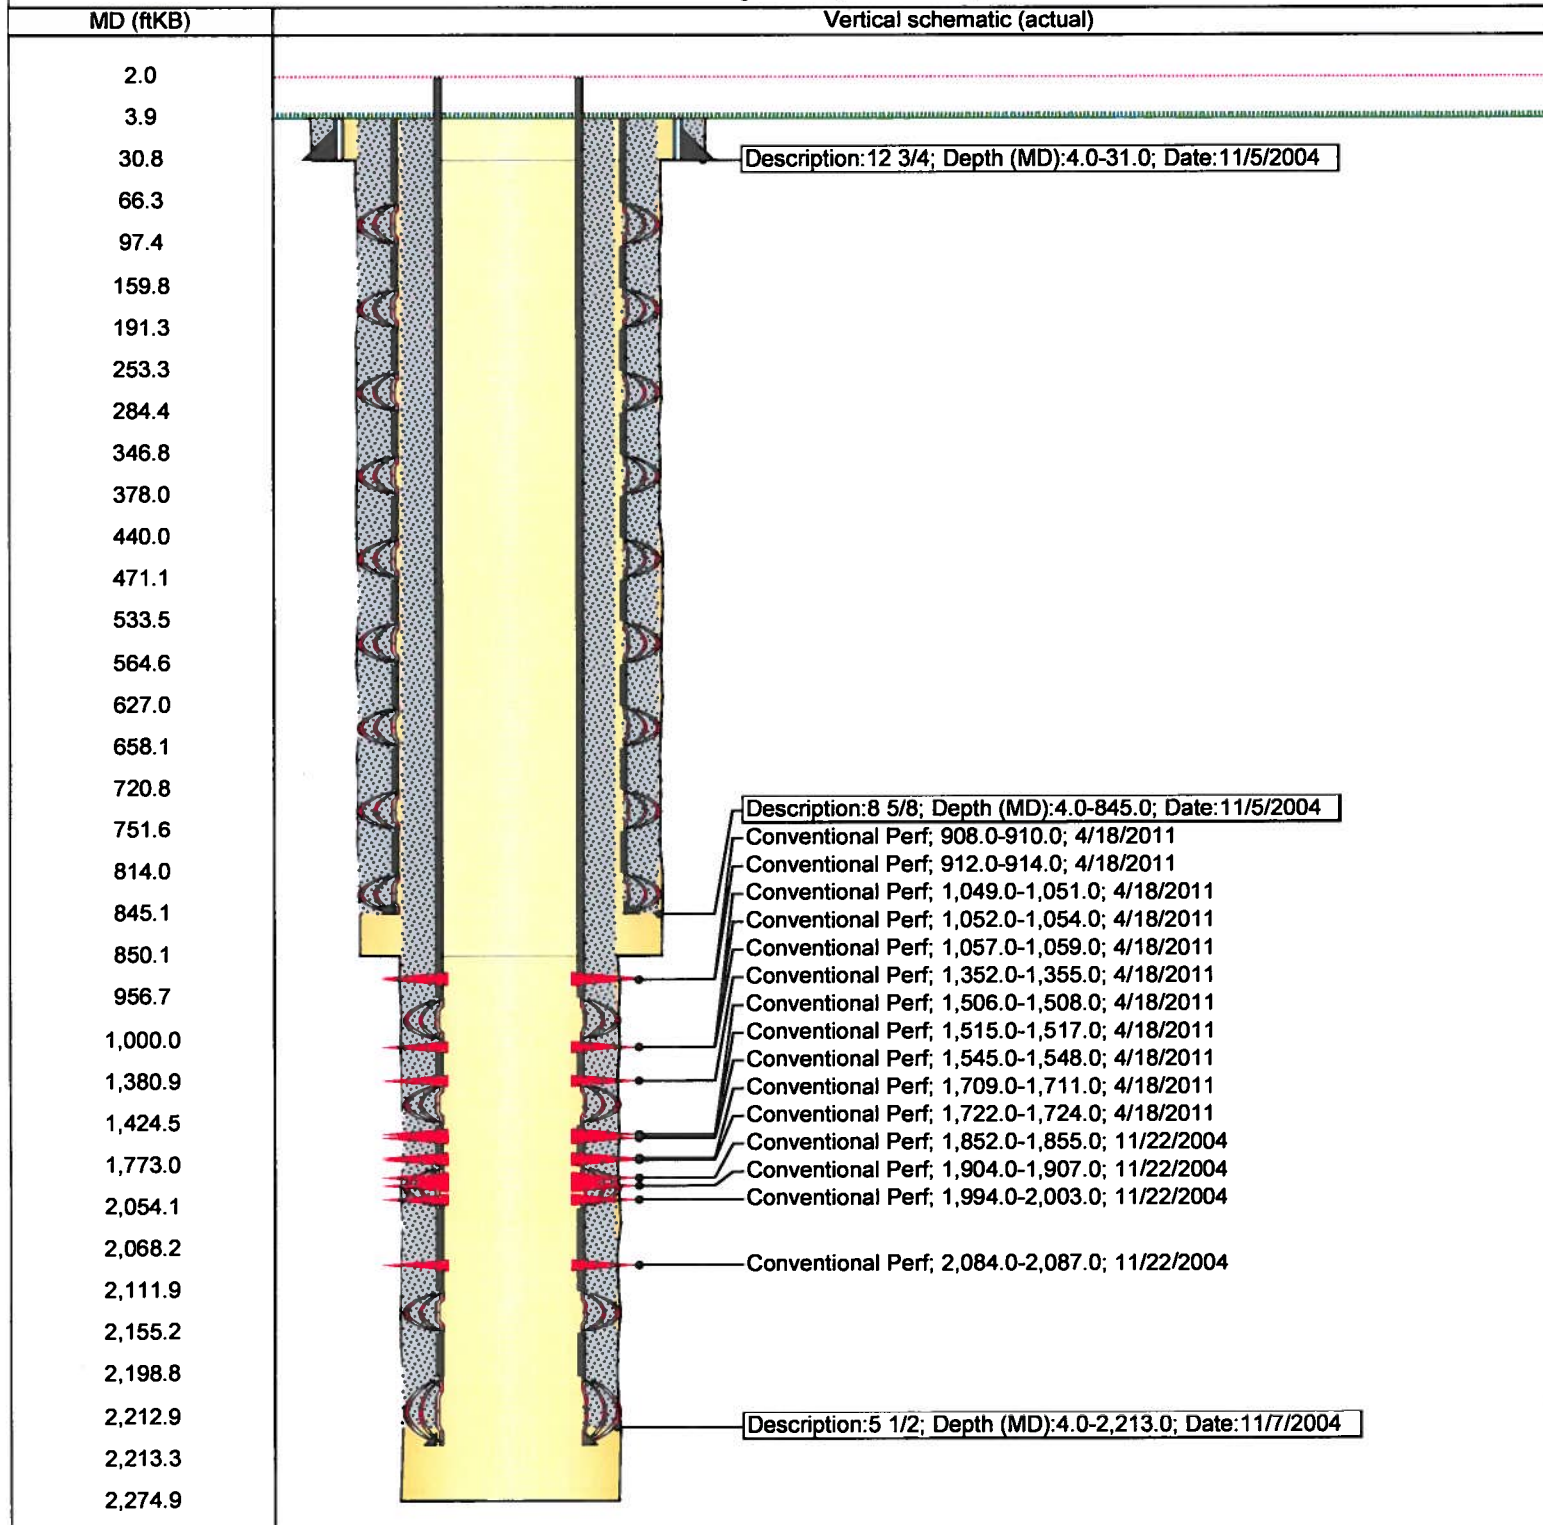 MD (ftKB) Vertical schematic (actual)
2.0
3.9
30.8 Description:12 3/4; Depth (MD):4.0-31.0; Date:11/5/2004
66.3
97.4
159.8
191.3
253.3
284.4
346.8
378.0
440.0
471.1
533.5
564.6
627.0
658.1
720.8
751.6
814.0
845.1
850.1
956.7
1,000.0
1,380.9
1,424.5
1,773.0
2,054.1
2,068.2
2,111.9
2,155.2
2,198.8
2,212.9
2,213.3
2,274.9
Description:8 5/8; Depth (MD):4.0-845.0; Date:11/5/2004
Conventional Perf; 908.0-910.0; 4/18/2011
Conventional Perf; 912.0-914.0; 4/18/2011
Conventional Perf; 1,049.0-1,051.0; 4/18/2011
Conventional Perf; 1,052.0-1,054.0; 4/18/2011
Conventional Perf; 1,057.0-1,059.0; 4/18/2011
Conventional Perf; 1,352.0-1,355.0; 4/18/2011
Conventional Perf; 1,506.0-1,508.0; 4/18/2011
Conventional Perf; 1,515.0-1,517.0; 4/18/2011
Conventional Perf; 1,545.0-1,548.0; 4/18/2011
Conventional Perf; 1,709.0-1,711.0; 4/18/2011
Conventional Perf; 1,722.0-1,724.0; 4/18/2011
Conventional Perf; 1,852.0-1,855.0; 11/22/2004
Conventional Perf; 1,904.0-1,907.0; 11/22/2004
Conventional Perf; 1,994.0-2,003.0; 11/22/2004
Conventional Perf; 2,084.0-2,087.0; 11/22/2004
Description:5 1/2; Depth (MD):4.0-2,213.0; Date:11/7/2004